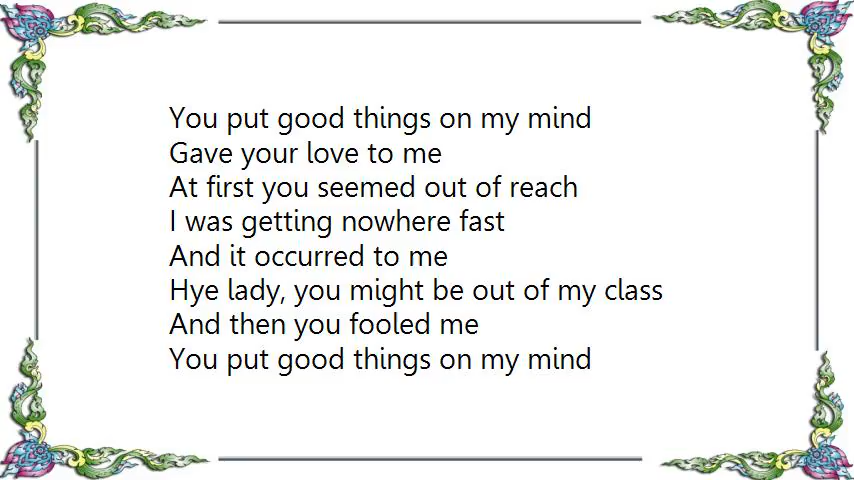 You put good things on my mind
Gave your love to me
At first you seemed out of reach
I was getting nowhere fast
And it occurred to me
Hye lady, you might be out of my class
And then you fooled me
You put good things on my mind